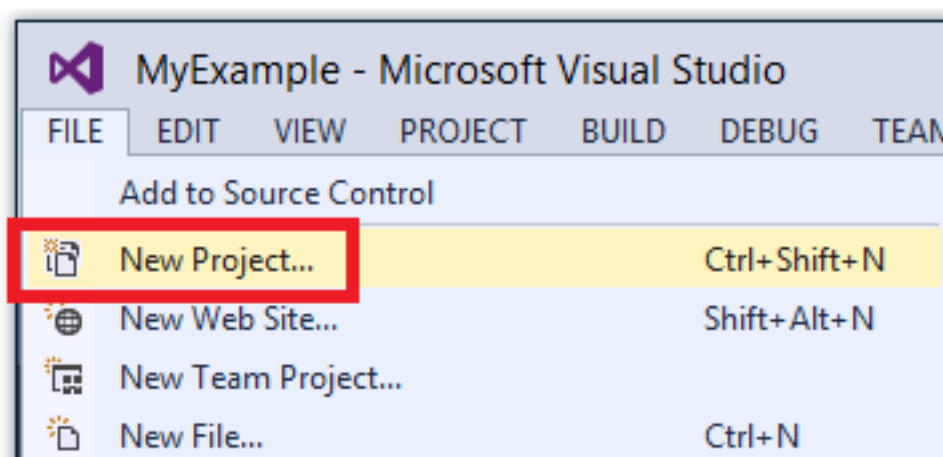 MyExample - Microsoft Visual Studio
FILE EDIT VIEW PROJECT BUILD DEBUG TEAM
Add to Source Control
New Project... Ctrl+Shift+N
New Web Site... Shift+Alt+N
New Team Project...
New File... Ctrl+N